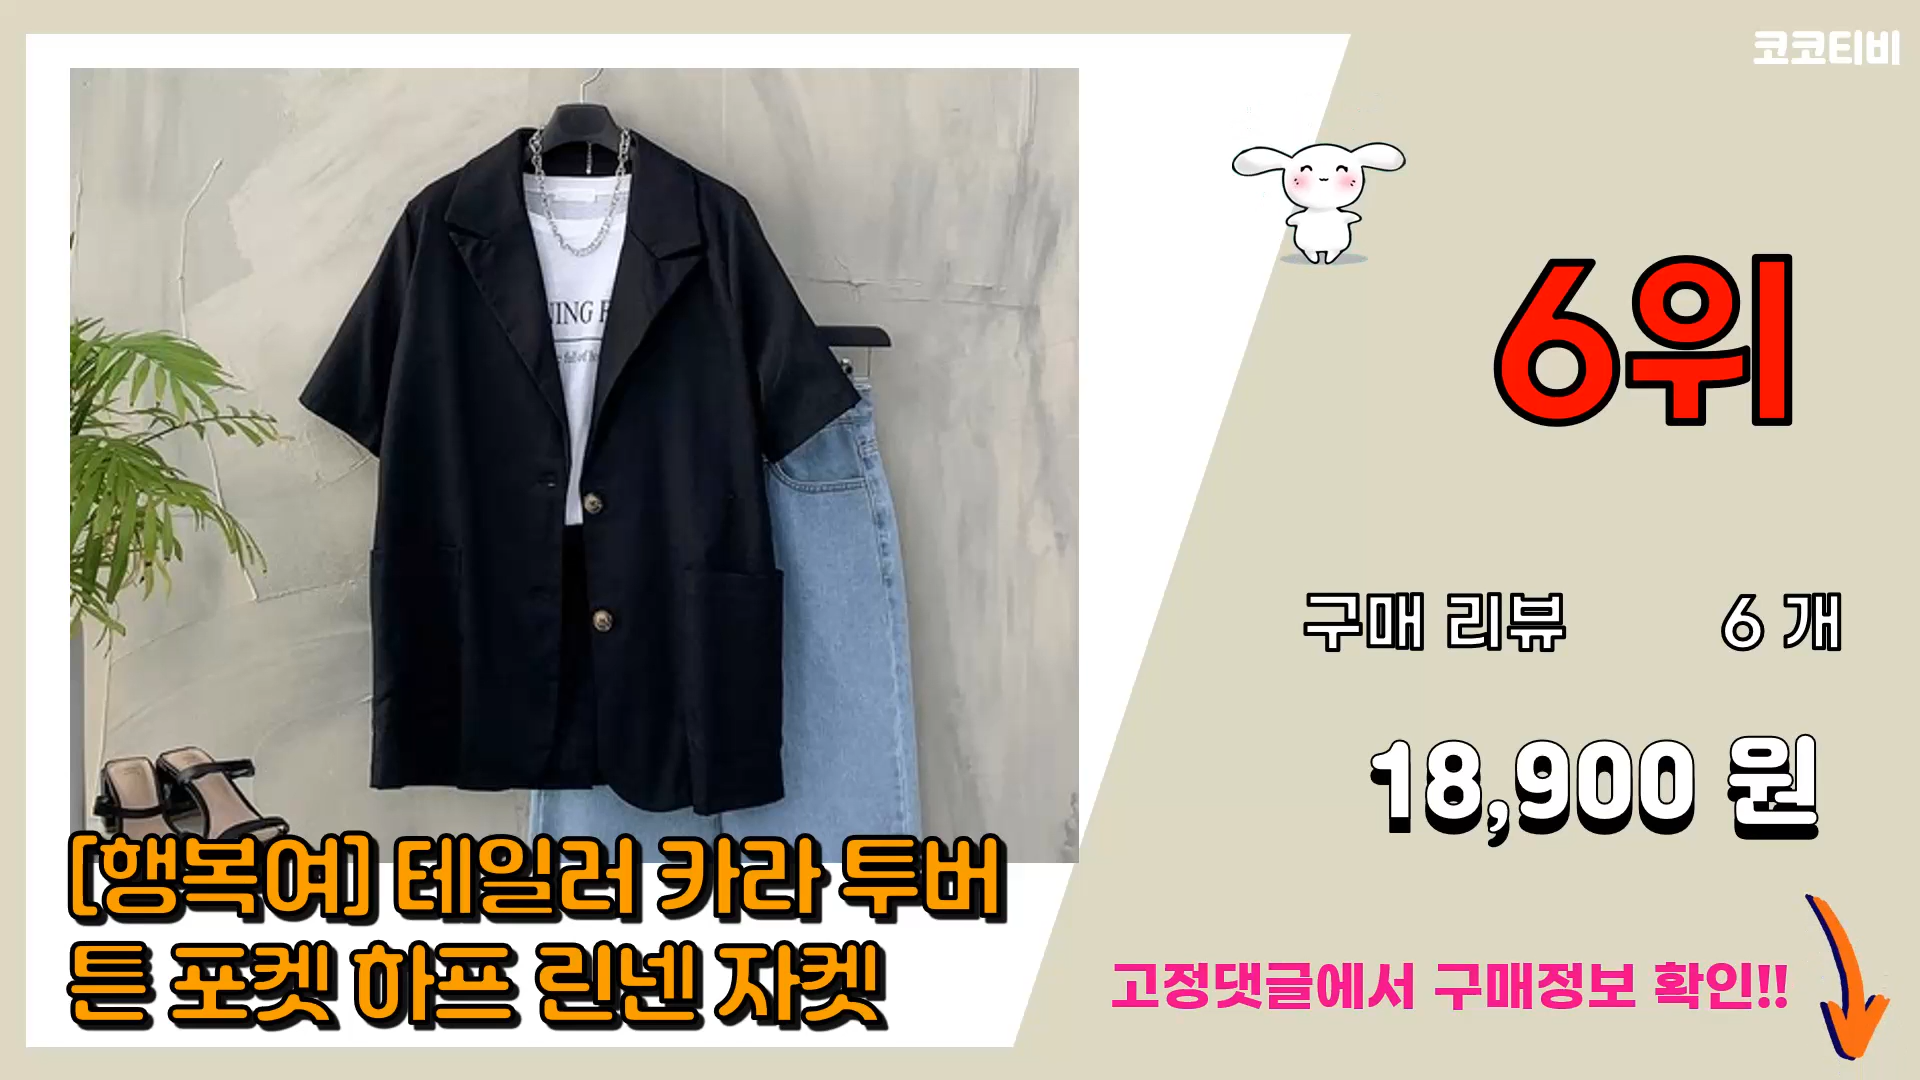 코코티비
6위
구매 리뷰 6 개
18,900 원
[행복여] 테일러 카라 투버
튼 포켓 하프 린넨 자켓
고정댓글에서 구매정보 확인!!